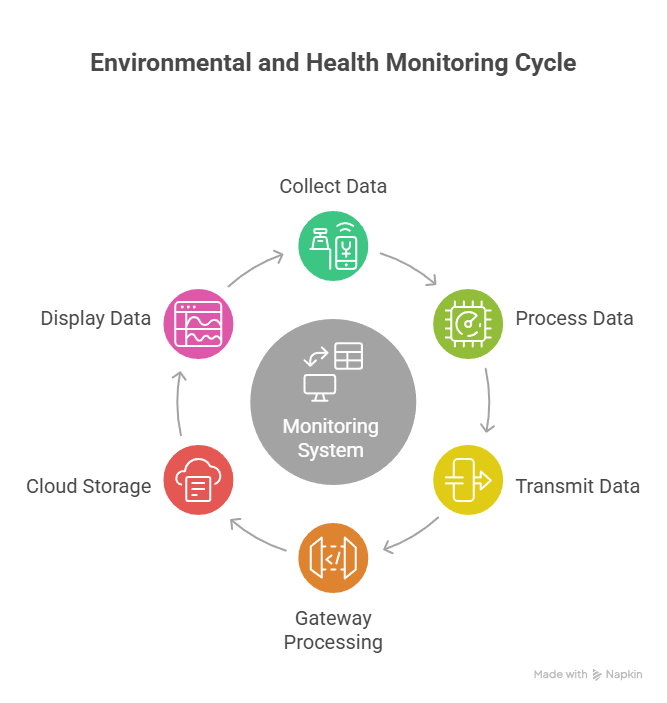 Environmental and Health Monitoring Cycle
Collect Data
Display Data
Process Data
Monitoring
System
Cloud Storage
Transmit Data
Gateway
Processing
Made with Napkin